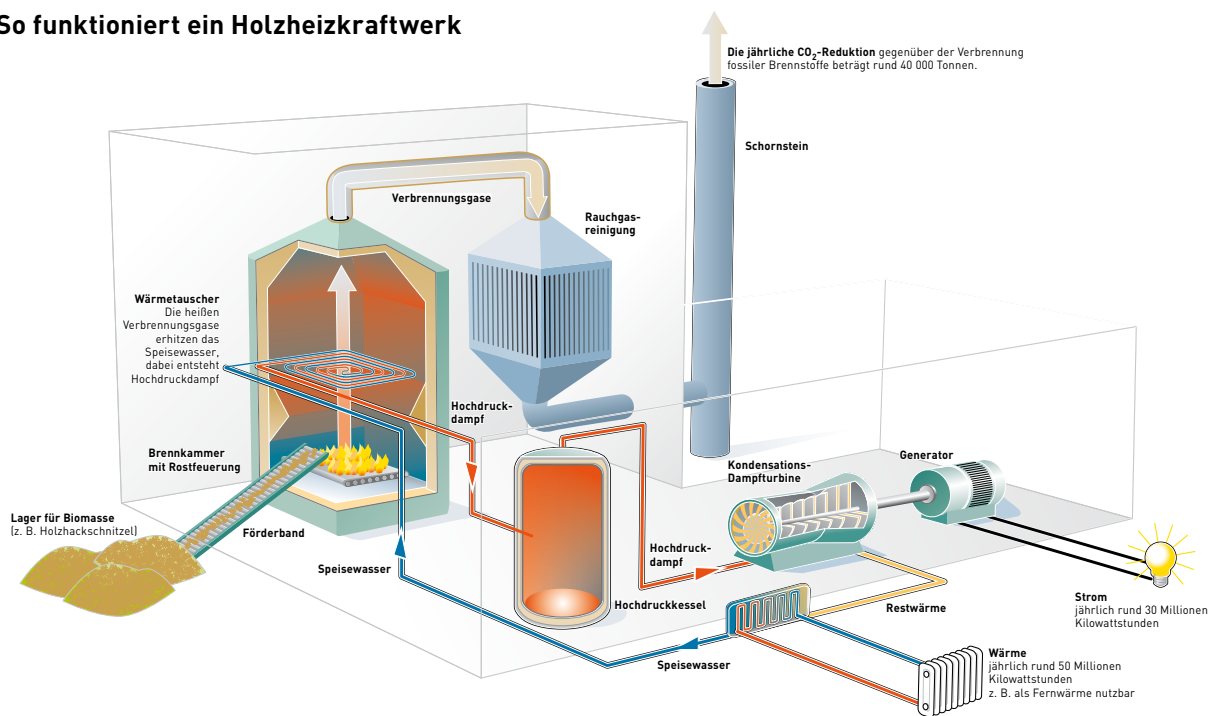 So funktioniert ein Holzheizkraftwerk
Die jährliche CO₂-Reduktion gegenüber der Verbrennung
fossiler Brennstoffe beträgt rund 40 000 Tonnen.
Schornstein
Verbrennungsgase
Rauchgas-
reinigung
Wärmetauscher
Die heißen
Verbrennungsgase
erhitzen das
Speisewasser,
dabei entsteht
Hochdruckdampf
Hochdruck-
dampf
Brennkammer
mit Rostfeuerung
Kondensations-
Dampfturbine
Generator
Lager für Biomasse
(z. B. Holzhackschnitzel)
Förderband
Speisewasser
Hochdruck-
dampf
Hochdruckkessel
Restwärme
Strom
jährlich rund 30 Millionen
Kilowattstunden
Speisewasser
Wärme
jährlich rund 50 Millionen
Kilowattstunden
z. B. als Fernwärme nutzbar